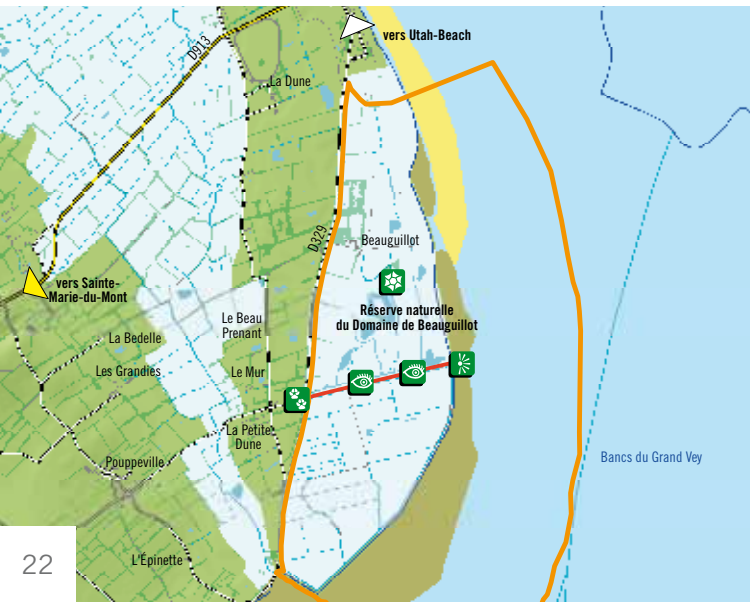 vers Utah-Beach
D913
La Dune
D329
Beauguillot
vers Sainte-
Marie-du-Mont
Réserve naturelle
du Domaine de Beauguillot
Le Beau
Prenant
La Bedelle
Les Grandies
Le Mur
La Petite
Dune
Pouppeville
Bancs du Grand Vey
L'Épinette
22